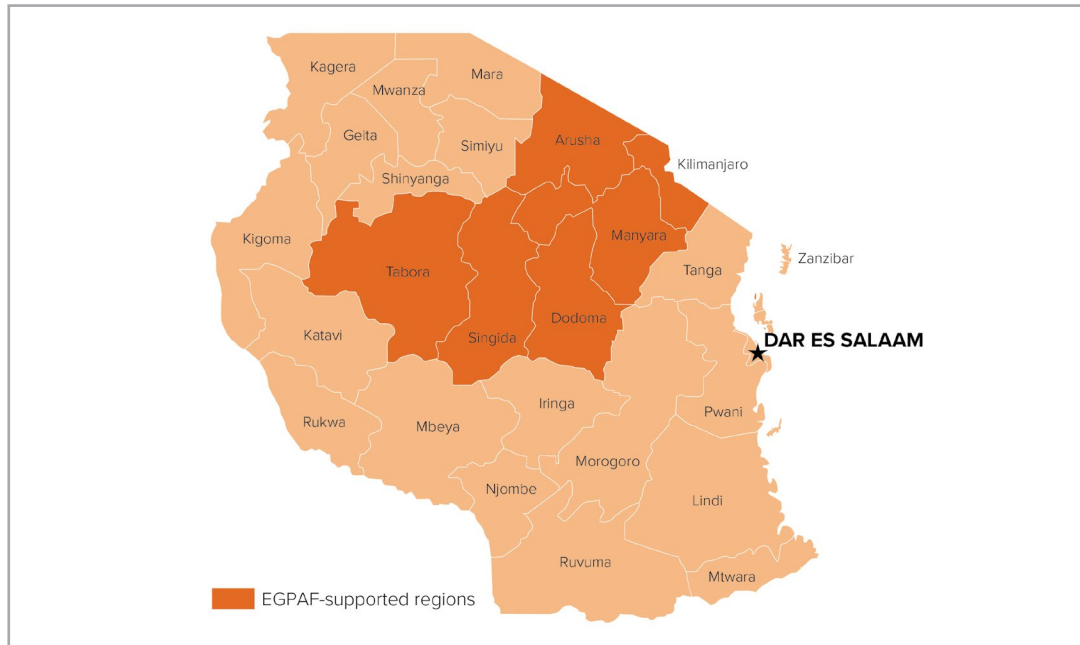 Kagera
Mara
Mwanza
Geita
Simiyu
Arusha
Kilimanjaro
Shinyanga
Kigoma
Manyara
Tanga
Zanzibar
Tabora
Dodoma
Singida
Katavi
DAR ES SALAAM
Iringa
Pwani
Rukwa
Mbeya
Morogoro
Njombe
Lindi
Ruvuma
Mtwara
EGPAF-supported regions